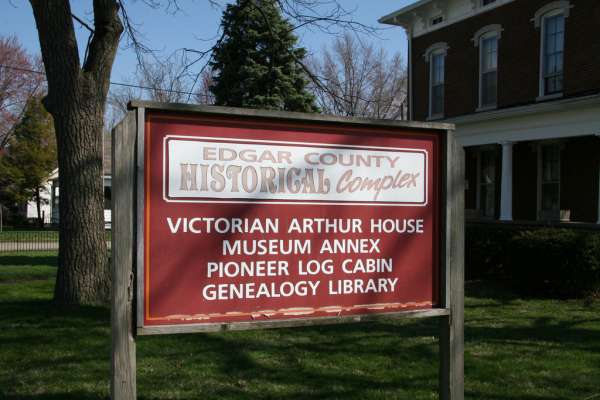 EDGAR COUNTY
HISTORICAL Complex
VICTORIAN ARTHUR HOUSE
MUSEUM ANNEX
PIONEER LOG CABIN
GENEALOGY LIBRARY